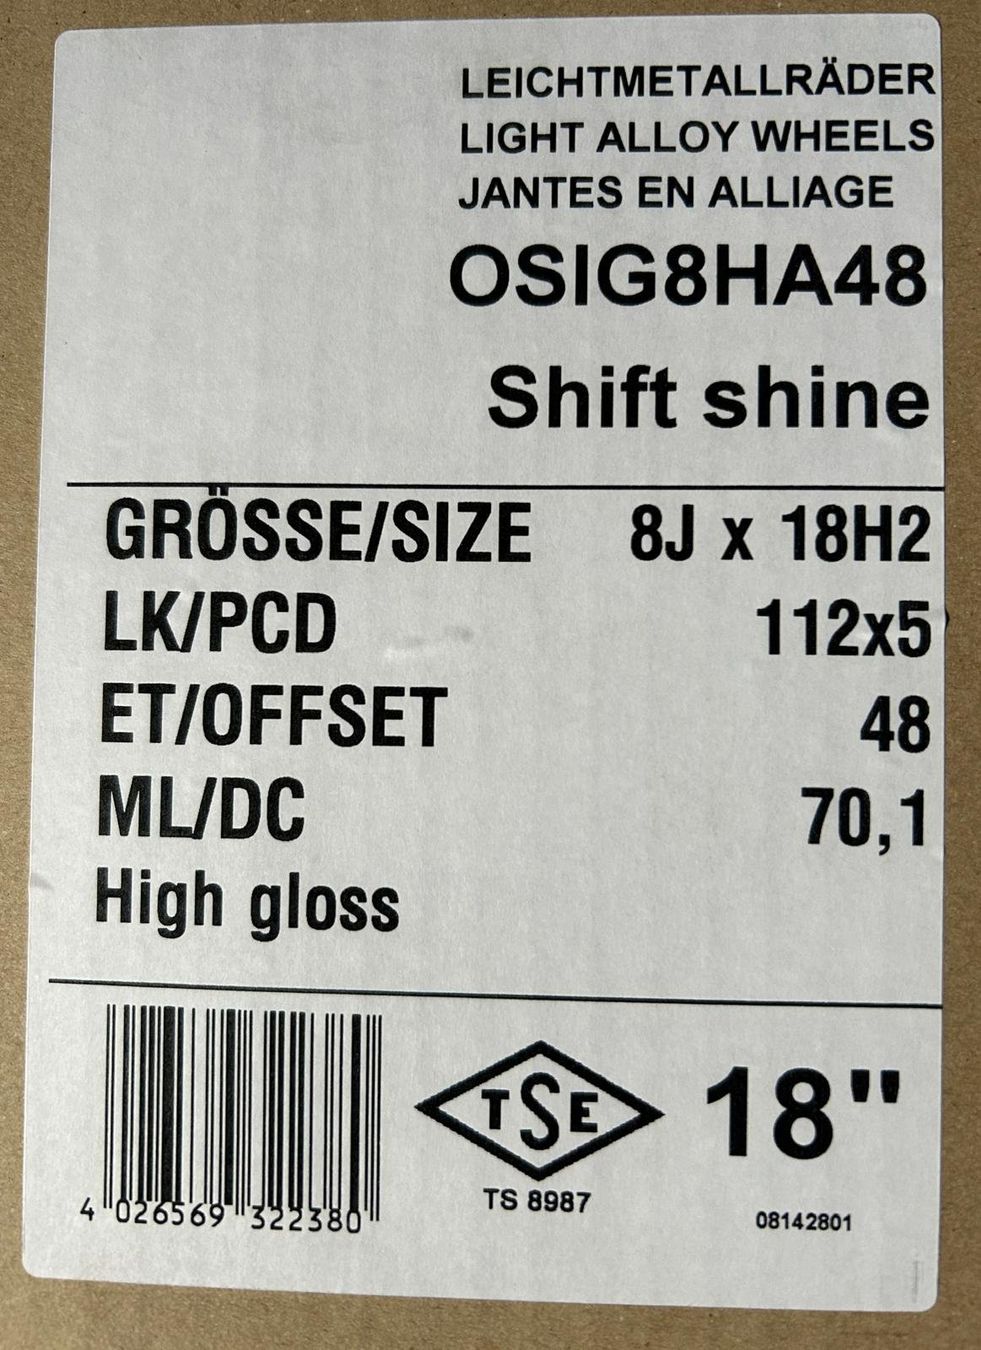 LEICHTMETALLRÄDER
LIGHT ALLOY WHEELS
JANTES EN ALLIAGE
OSIG8HA48
Shift shine
GRÖSSE/SIZE 8J x 18H2
LK/PCD 112x5
ET/OFFSET 48
ML/DC 70,1
High gloss
TSE
18"
TS 8987
4 026569 322380
08142801